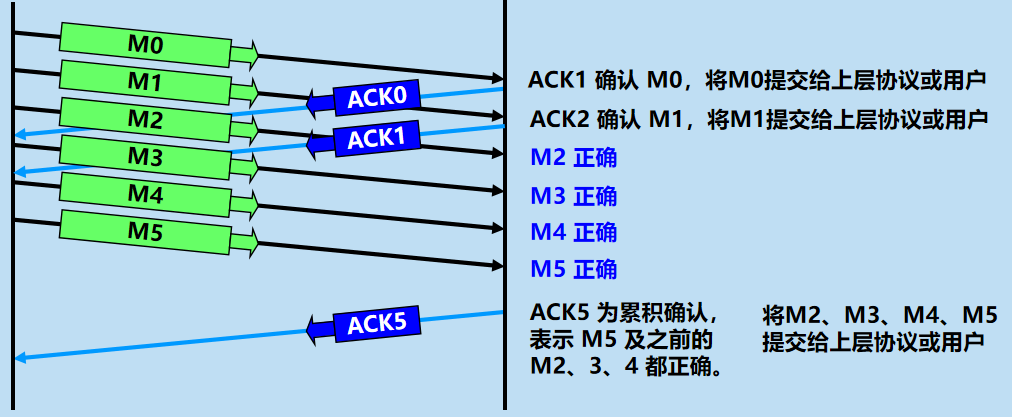 M0
M1
M2
M3
M4
M5
ACK0
ACK1
ACK5
ACK1 确认 M0，将M0提交给上层协议或用户
ACK2 确认 M1，将M1提交给上层协议或用户
M2 正确
M3 正确
M4 正确
M5 正确
ACK5 为累积确认，
表示 M5 及之前的
M2、3、4 都正确。
将M2、M3、M4、M5
提交给上层协议或用户